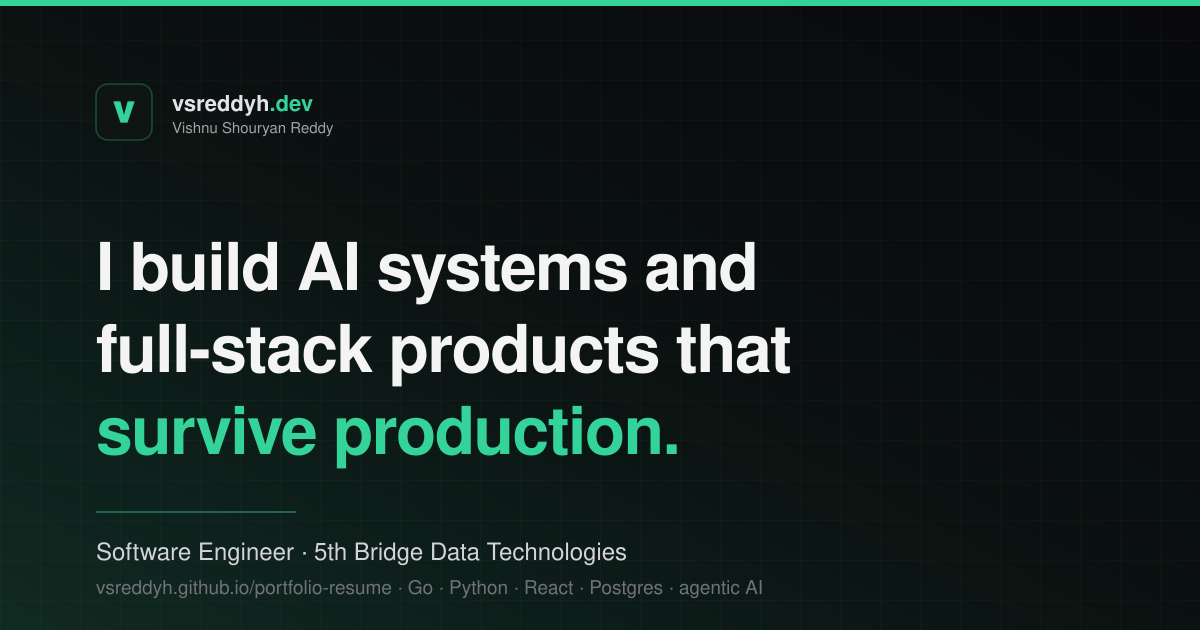 V
vsreddyh.dev
Vishnu Shouryan Reddy
I build AI systems and
full-stack products that
survive production.
Software Engineer · 5th Bridge Data Technologies
vsreddyh.github.io/portfolio-resume · Go · Python · React · Postgres · agentic AI